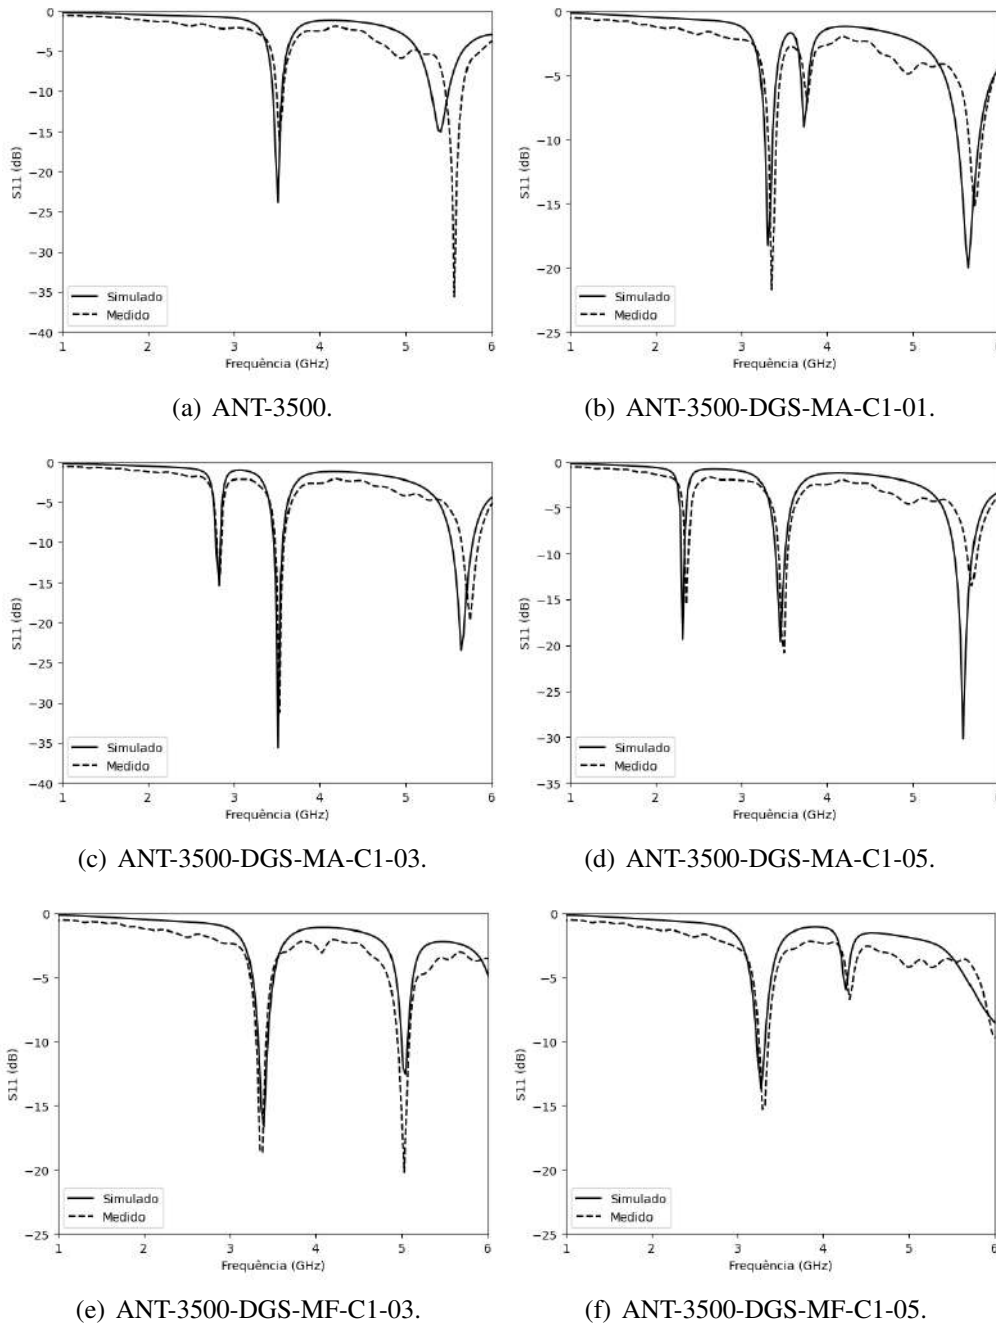 0
−5
−10
−15
−20
−25
−30
−35
−40
S11 (dB)
Simulado
Medido
1 2 3 4 5 6
Frequência (GHz)
(a) ANT-3500.
0
−5
−10
−15
−20
−25
S11 (dB)
Simulado
Medido
1 2 3 4 5
Frequência (GHz)
(b) ANT-3500-DGS-MA-C1-01.
0
−5
−10
−15
−20
−25
−30
−35
−40
S11 (dB)
Simulado
Medido
1 2 3 4 5 6
Frequência (GHz)
(c) ANT-3500-DGS-MA-C1-03.
0
−5
−10
−15
−20
−25
−30
−35
S11 (dB)
Simulado
Medido
1 2 3 4 5
Frequência (GHz)
(d) ANT-3500-DGS-MA-C1-05.
0
−5
−10
−15
−20
−25
S11 (dB)
Simulado
Medido
1 2 3 4 5 6
Frequência (GHz)
(e) ANT-3500-DGS-MF-C1-03.
0
−5
−10
−15
−20
−25
S11 (dB)
Simulado
Medido
1 2 3 4 5 6
Frequência (GHz)
(f) ANT-3500-DGS-MF-C1-05.